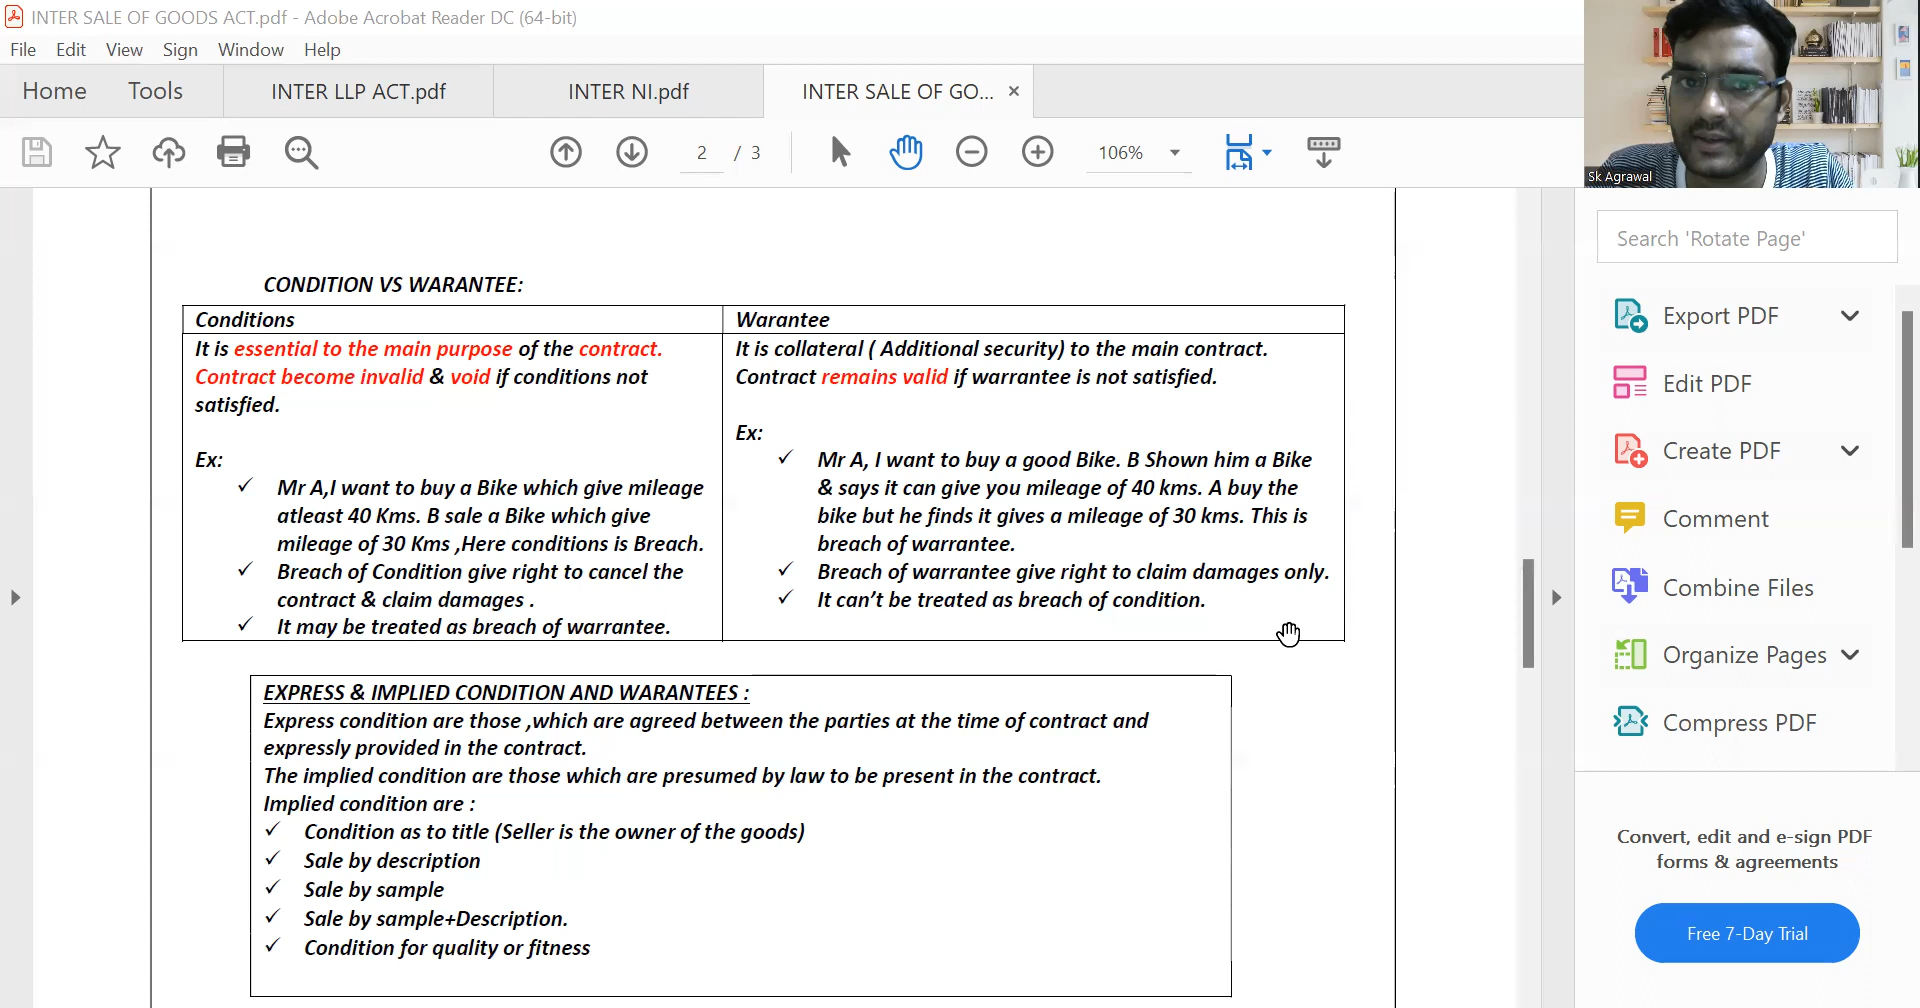 INTER SALE OF GOODS ACT.pdf - Adobe Acrobat Reader DC (64-bit)
File Edit View Sign Window Help
Home Tools INTER LLP ACT.pdf INTER NI.pdf INTER SALE OF GO... ×
2 / 3 106%
Sk Agrawal
Search 'Rotate Page'
Export PDF
Edit PDF
Create PDF
Comment
Combine Files
Organize Pages
Compress PDF
Convert, edit and e-sign PDF
forms & agreements
Free 7-Day Trial
CONDITION VS WARANTEE:
Conditions
It is essential to the main purpose of the contract.
Contract become invalid & void if conditions not
satisfied.
Ex:
✓ Mr A,I want to buy a Bike which give mileage
atleast 40 Kms. B sale a Bike which give
mileage of 30 Kms ,Here conditions is Breach.
✓ Breach of Condition give right to cancel the
contract & claim damages .
✓ It may be treated as breach of warrantee.
Warantee
It is collateral ( Additional security) to the main contract.
Contract remains valid if warrantee is not satisfied.
Ex:
✓ Mr A, I want to buy a good Bike. B Shown him a Bike
& says it can give you mileage of 40 kms. A buy the
bike but he finds it gives a mileage of 30 kms. This is
breach of warrantee.
✓ Breach of warrantee give right to claim damages only.
✓ It can't be treated as breach of condition.
EXPRESS & IMPLIED CONDITION AND WARANTEES :
Express condition are those ,which are agreed between the parties at the time of contract and
expressly provided in the contract.
The implied condition are those which are presumed by law to be present in the contract.
Implied condition are :
✓ Condition as to title (Seller is the owner of the goods)
✓ Sale by description
✓ Sale by sample
✓ Sale by sample+Description.
✓ Condition for quality or fitness